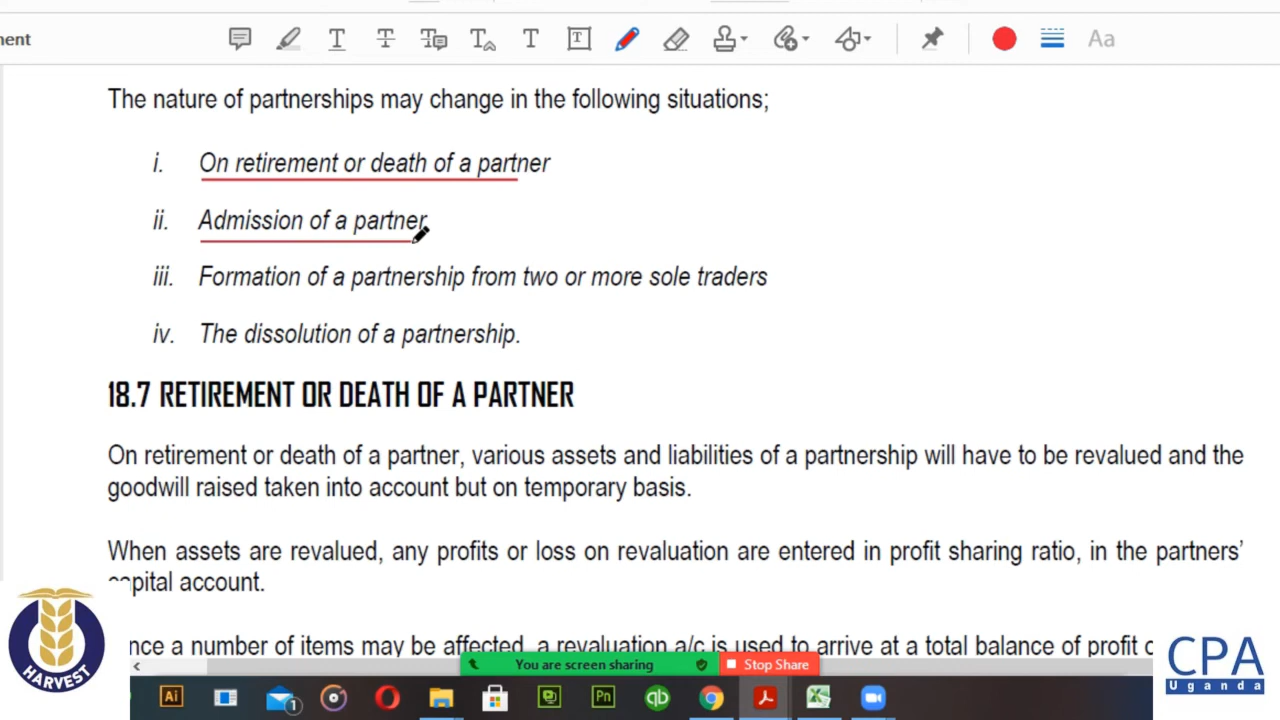 ent
T T T T T Aa
The nature of partnerships may change in the following situations;
i. On retirement or death of a partner
ii. Admission of a partner
iii. Formation of a partnership from two or more sole traders
iv. The dissolution of a partnership.
18.7 RETIREMENT OR DEATH OF A PARTNER
On retirement or death of a partner, various assets and liabilities of a partnership will have to be revalued and the
goodwill raised taken into account but on temporary basis.
When assets are revalued, any profits or loss on revaluation are entered in profit sharing ratio, in the partners'
capital account.
nce a number of items may be affected, a revaluation a/c is used to arrive at a total balance of profit
You are screen sharing
Stop Share
HARVEST
CPA
Uganda
Ai 1 Pn qb